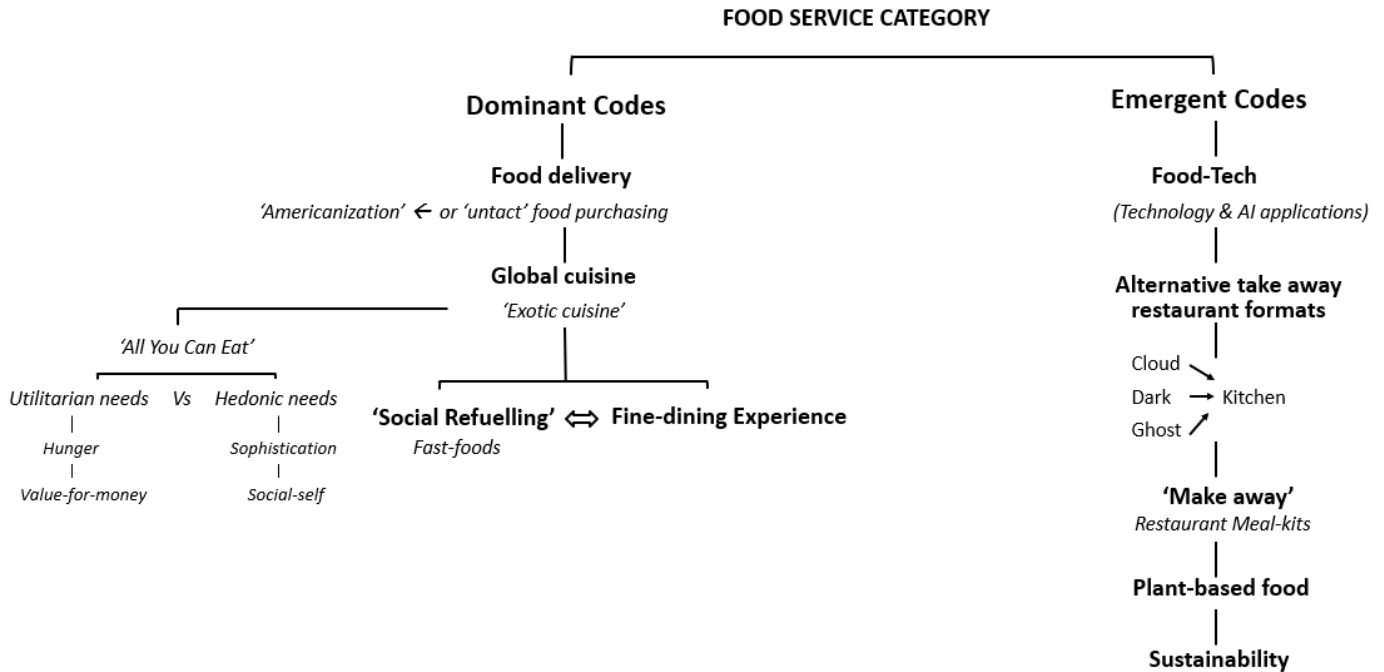 FOOD SERVICE CATEGORY
Dominant Codes
Food delivery
‘Americanization’ ← or ‘untact’ food purchasing
Global cuisine
‘Exotic cuisine’
‘All You Can Eat’
Utilitarian needs Vs Hedonic needs
Hunger Sophistication
Value-for-money Social-self
‘Social Refuelling’ ⇔ Fine-dining Experience
Fast-foods
Emergent Codes
Food-Tech
(Technology & AI applications)
Alternative take away
restaurant formats
Cloud
Dark → Kitchen
Ghost
‘Make away’
Restaurant Meal-kits
Plant-based food
Sustainability